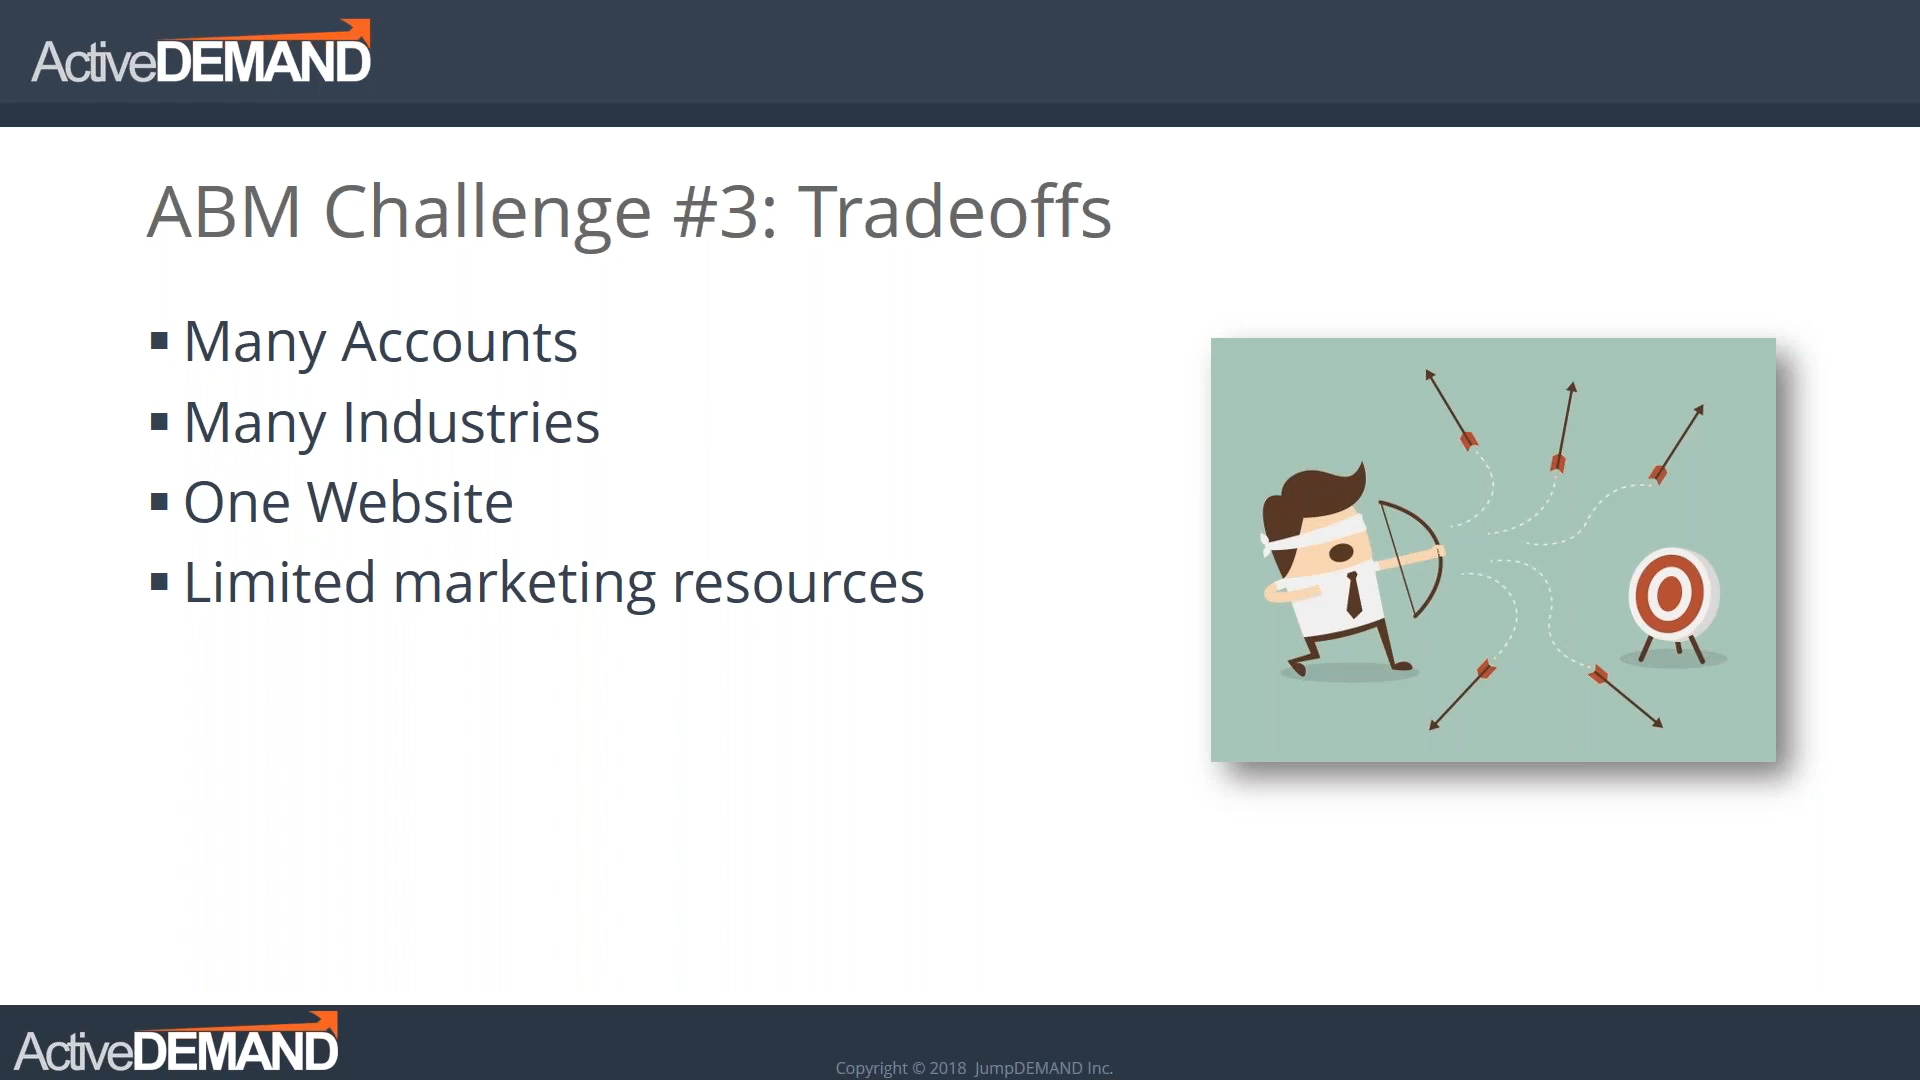 ActiveDEMAND
ABM Challenge #3: Tradeoffs
Many Accounts
Many Industries
One Website
Limited marketing resources
ActiveDEMAND
Copyright © 2018 JumpDEMAND Inc.